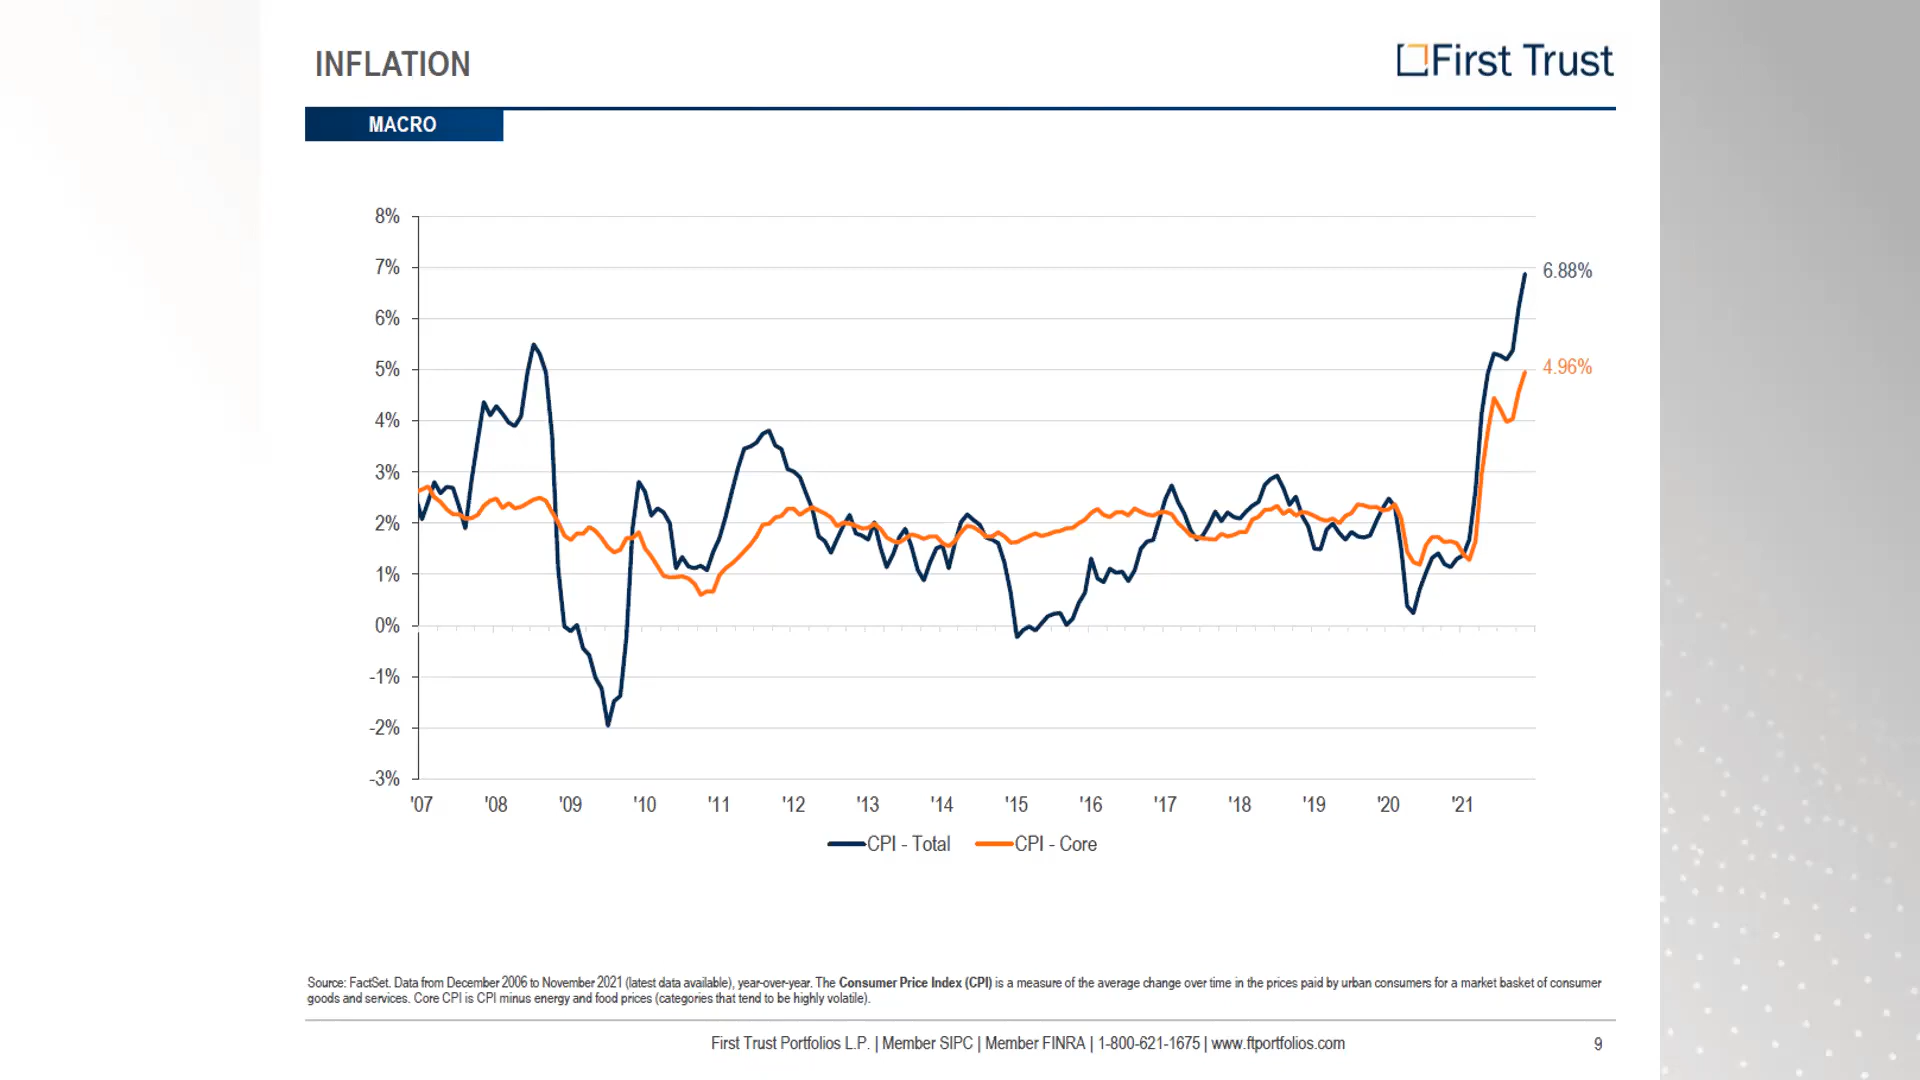 INFLATION
First Trust
MACRO
8%
7%
6%
5%
4%
3%
2%
1%
0%
-1%
-2%
-3%
6.88%
4.96%
'07 '08 '09 '10 '11 '12 '13 '14 '15 '16 '17 '18 '19 '20 '21
CPI - Total CPI - Core
Source: FactSet. Data from December 2006 to November 2021 (latest data available), year-over-year. The Consumer Price Index (CPI) is a measure of the average change over time in the prices paid by urban consumers for a market basket of consumer
goods and services. Core CPI is CPI minus energy and food prices (categories that tend to be highly volatile).
First Trust Portfolios L.P. | Member SIPC | Member FINRA | 1-800-621-1675 | www.ftportfolios.com
9